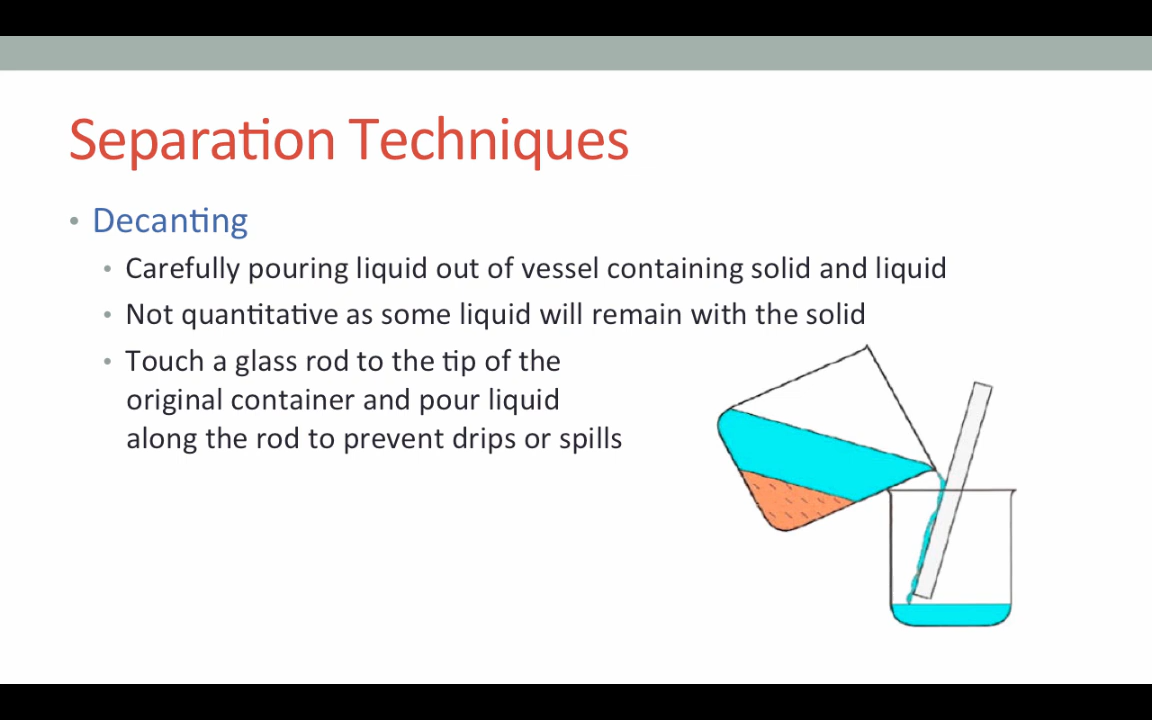 Separation Techniques
• Decanting
• Carefully pouring liquid out of vessel containing solid and liquid
• Not quantitative as some liquid will remain with the solid
• Touch a glass rod to the tip of the
original container and pour liquid
along the rod to prevent drips or spills